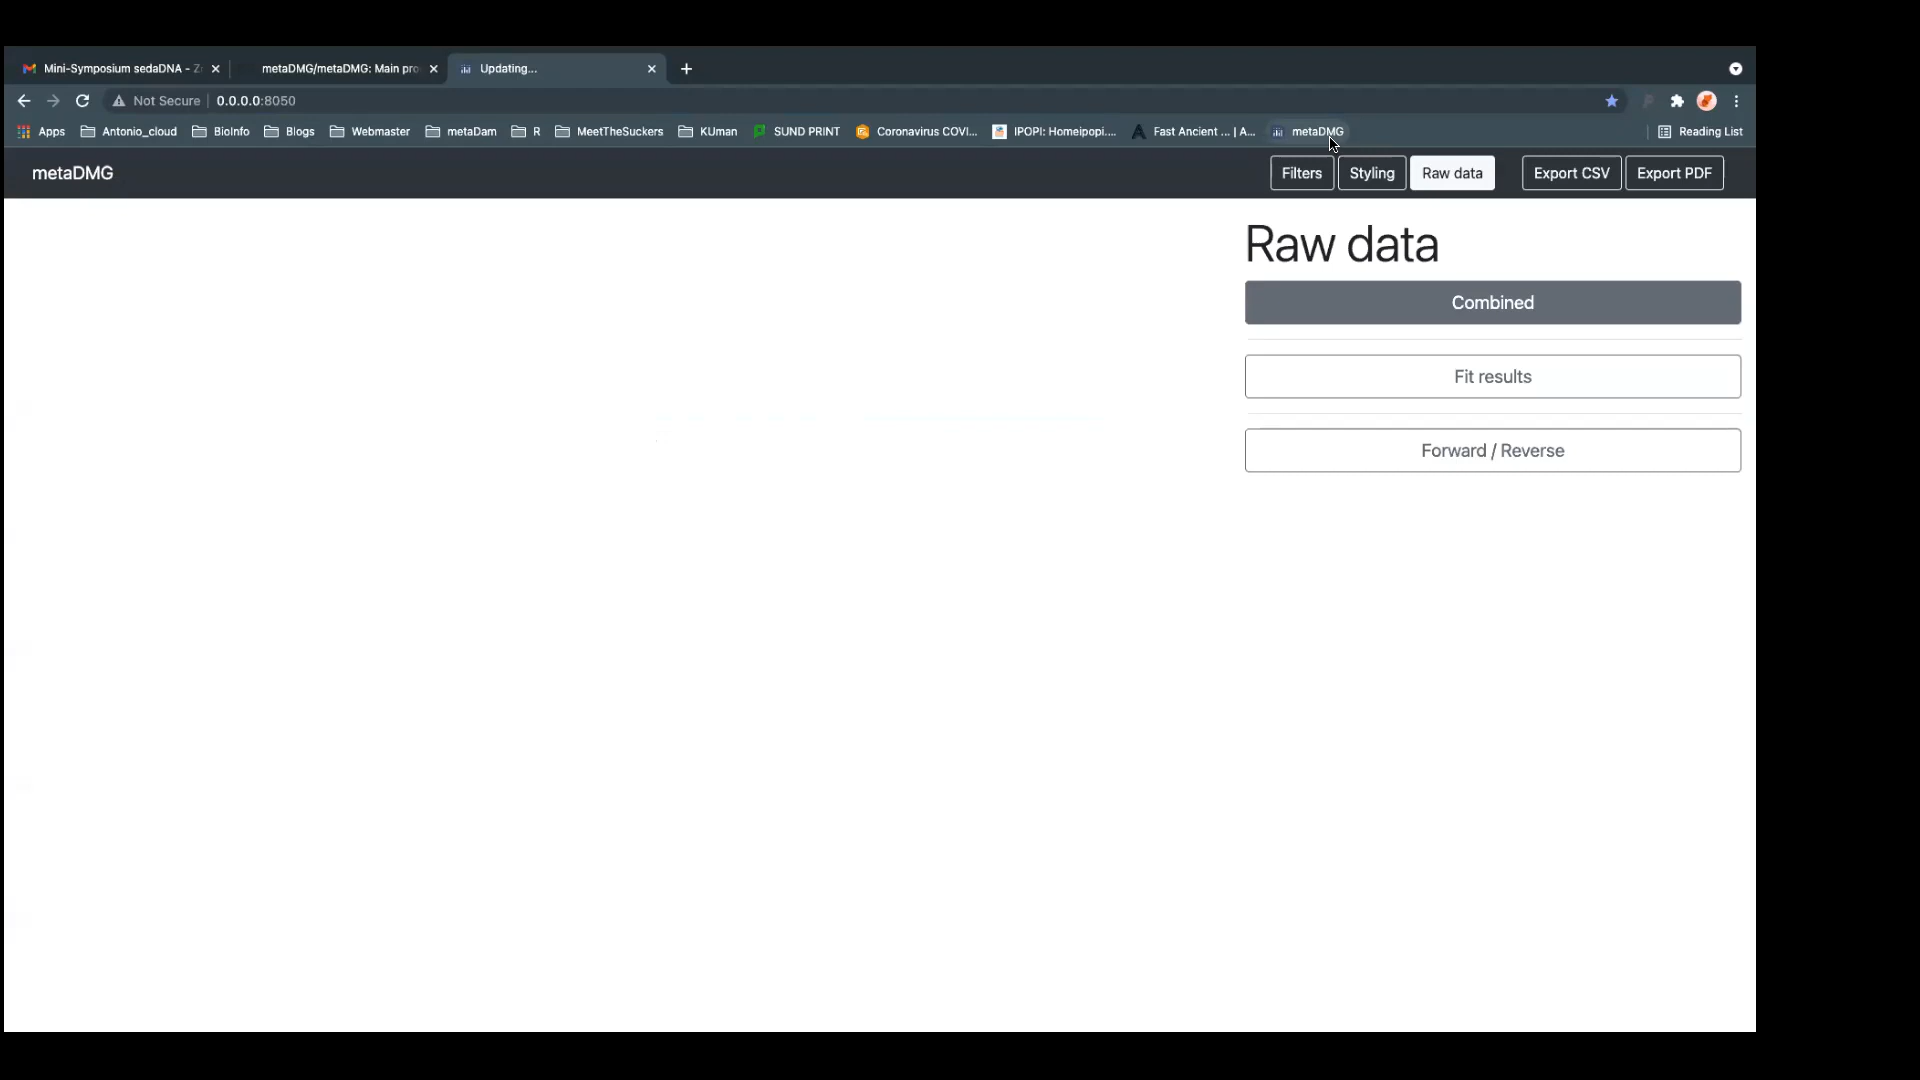 Mini-Symposium sedaDNA - Z
metaDMG/metaDMG: Main pro
Updating...
Not Secure
0.0.0.0:8050
Apps
Antonio_cloud
BioInfo
Blogs
Webmaster
metaDam
R
MeetTheSuckers
KUman
SUND PRINT
Coronavirus COVI...
IPOPI: Homeipopi....
Fast Ancient ... | A...
metaDMG
Reading List
metaDMG
Filters
Styling
Raw data
Export CSV
Export PDF
Raw data
Combined
Fit results
Forward / Reverse